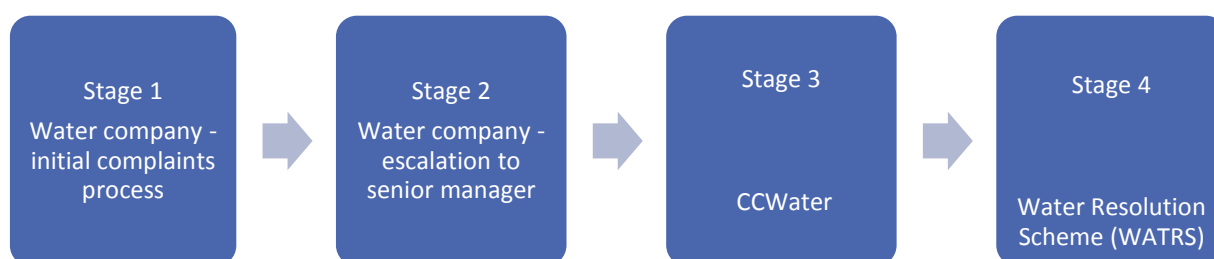 Stage 1
Water company -
initial complaints
process
Stage 2
Water company -
escalation to
senior manager
Stage 3
CCWater
Stage 4
Water Resolution
Scheme (WATRS)